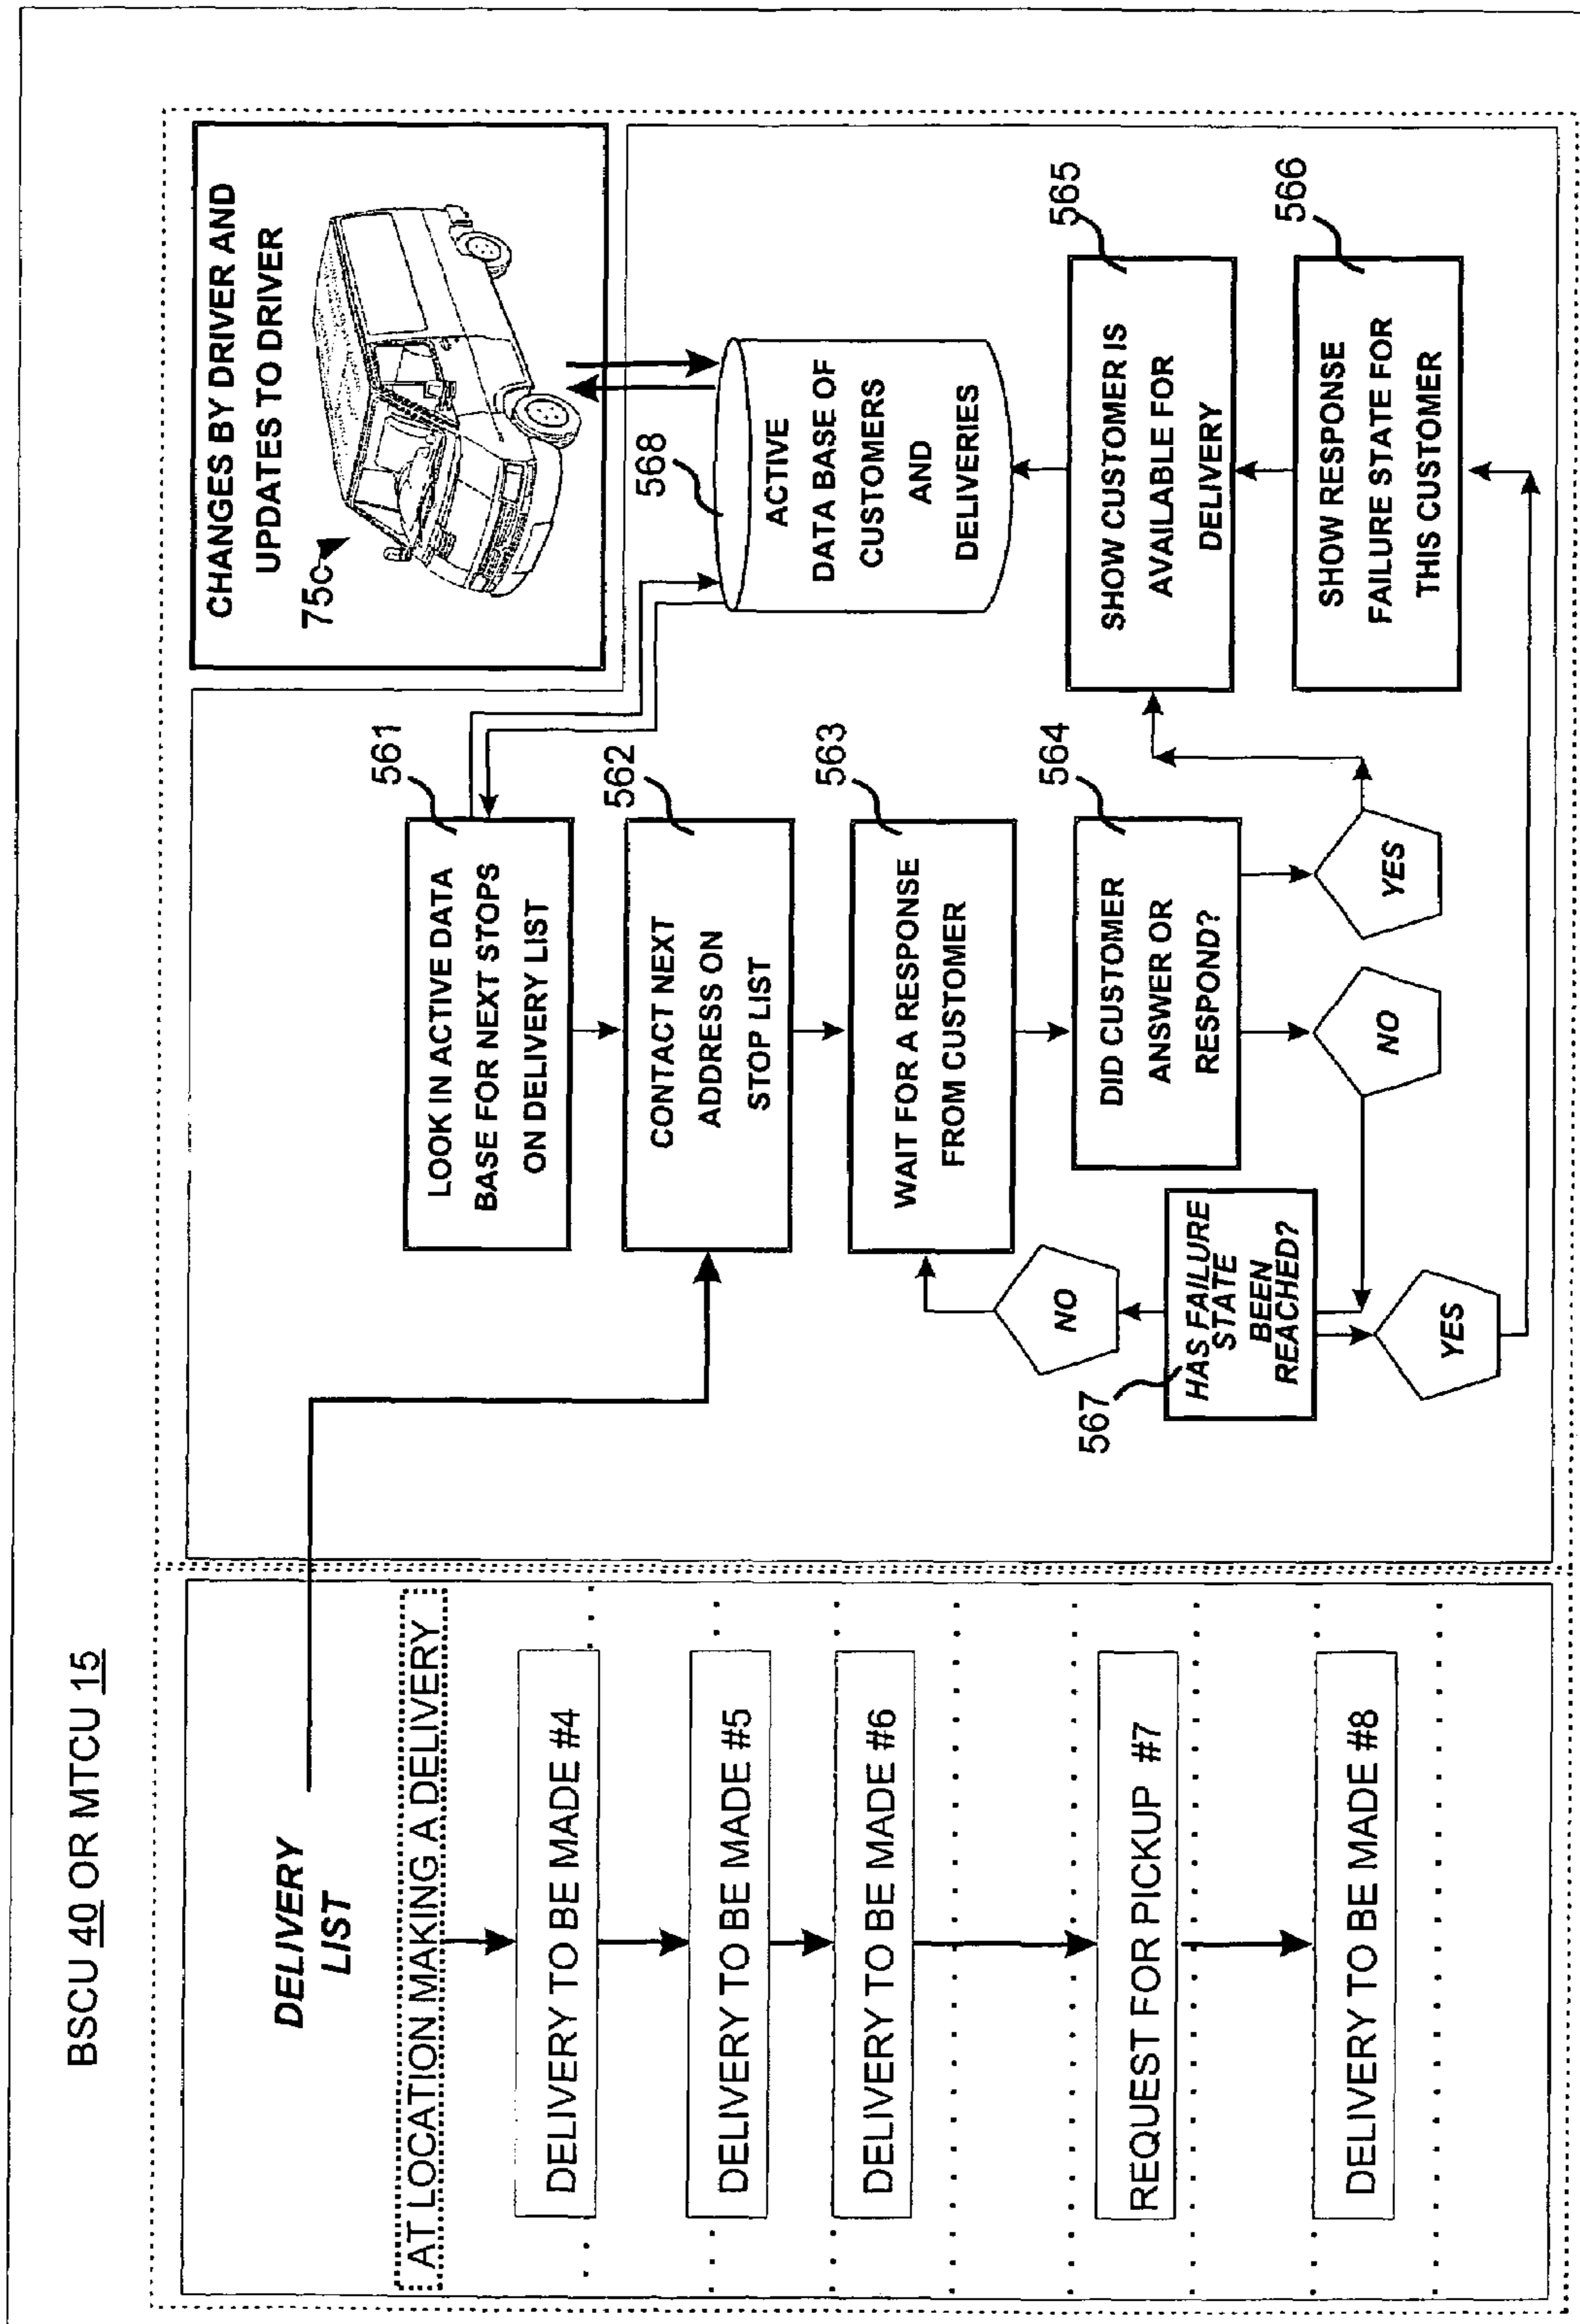 BSCU 40 OR MTCU 15
DELIVERY
LIST
AT LOCATION MAKING A DELIVERY
DELIVERY TO BE MADE #4
DELIVERY TO BE MADE #5
DELIVERY TO BE MADE #6
REQUEST FOR PICKUP #7
DELIVERY TO BE MADE #8
561
LOOK IN ACTIVE DATA
BASE FOR NEXT STOPS
ON DELIVERY LIST
562
CONTACT NEXT
ADDRESS ON
STOP LIST
563
WAIT FOR A RESPONSE
FROM CUSTOMER
564
DID CUSTOMER
ANSWER OR
RESPOND?
NO
YES
567
HAS FAILURE
STATE
BEEN
REACHED?
NO
YES
CHANGES BY DRIVER AND
UPDATES TO DRIVER
75c
568
ACTIVE
DATA BASE OF
CUSTOMERS
AND
DELIVERIES
565
SHOW CUSTOMER IS
AVAILABLE FOR
DELIVERY
566
SHOW RESPONSE
FAILURE STATE FOR
THIS CUSTOMER